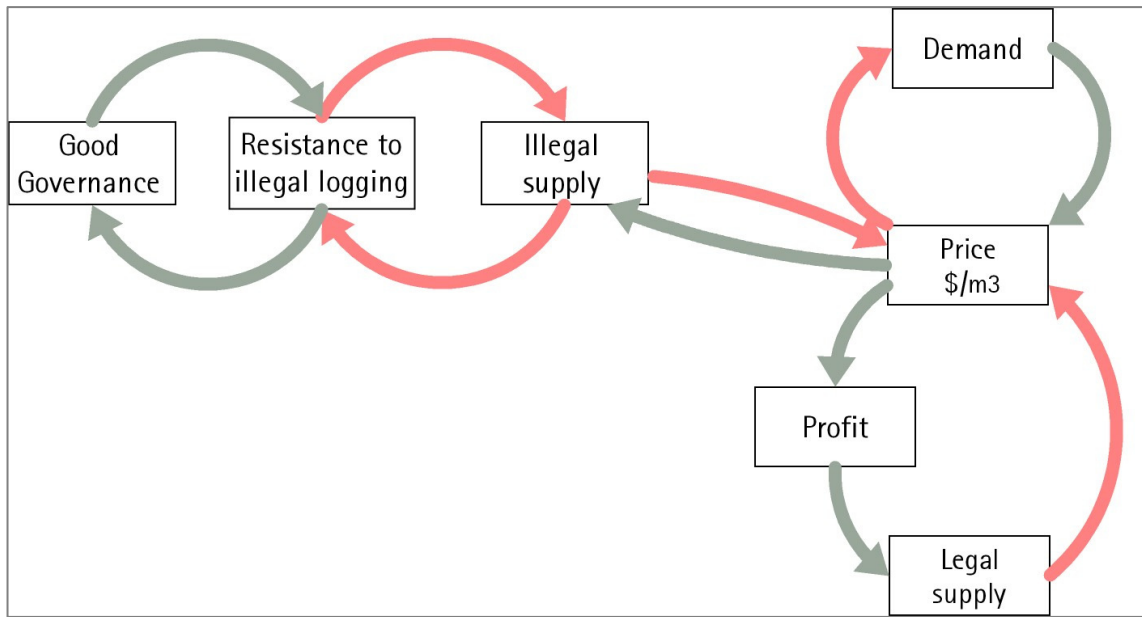 Demand
Good
Governance
Resistance to
illegal logging
Illegal
supply
Price
$/m3
Profit
Legal
supply